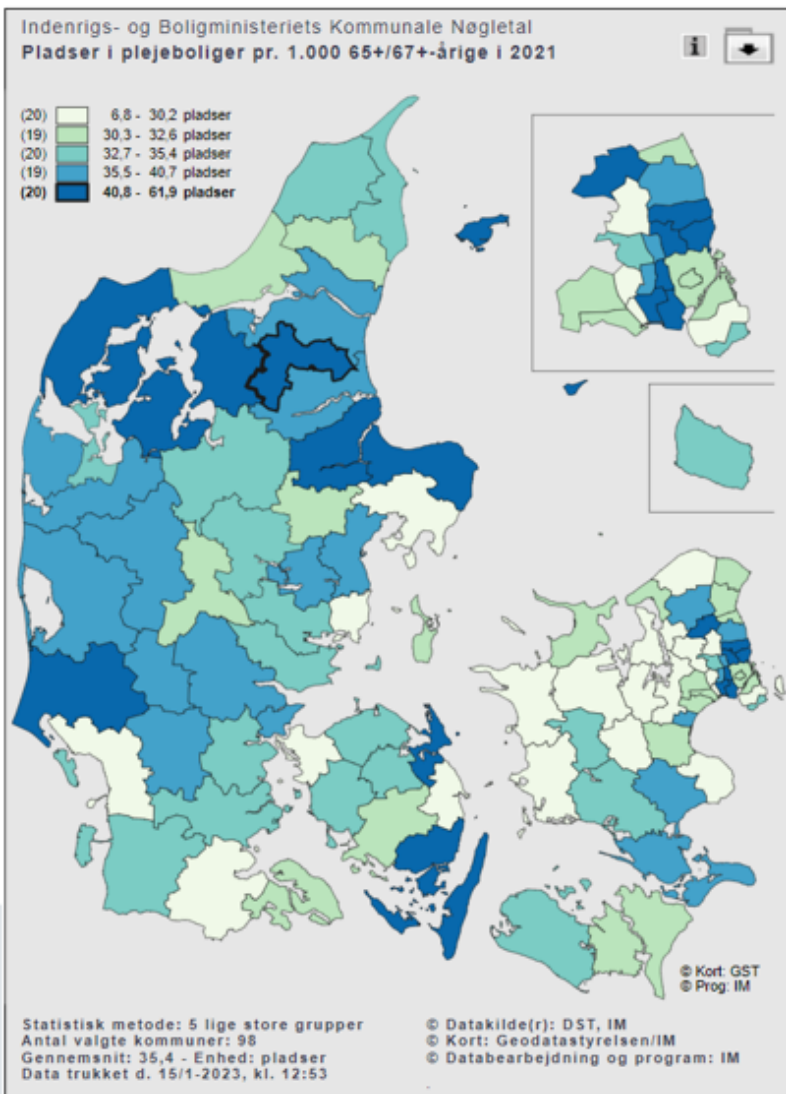 Indenrigs- og Boligministeriets Kommunale Nøgletal
Pladser i plejeboliger pr. 1.000 65+/67+-årige i 2021
i
(20) 6,8 - 30,2 pladser
(19) 30,3 - 32,6 pladser
(20) 32,7 - 35,4 pladser
(19) 35,5 - 40,7 pladser
(20) 40,8 - 61,9 pladser
© Kort: GST
© Prog: IM
Statistisk metode: 5 lige store grupper
Antal valgte kommuner: 98
Gennemsnit: 35,4 - Enhed: pladser
Data trukket d. 15/1-2023, kl. 12:53
© Datakilde(r): DST, IM
© Kort: Geodatastyrelsen/IM
© Databearbejdning og program: IM